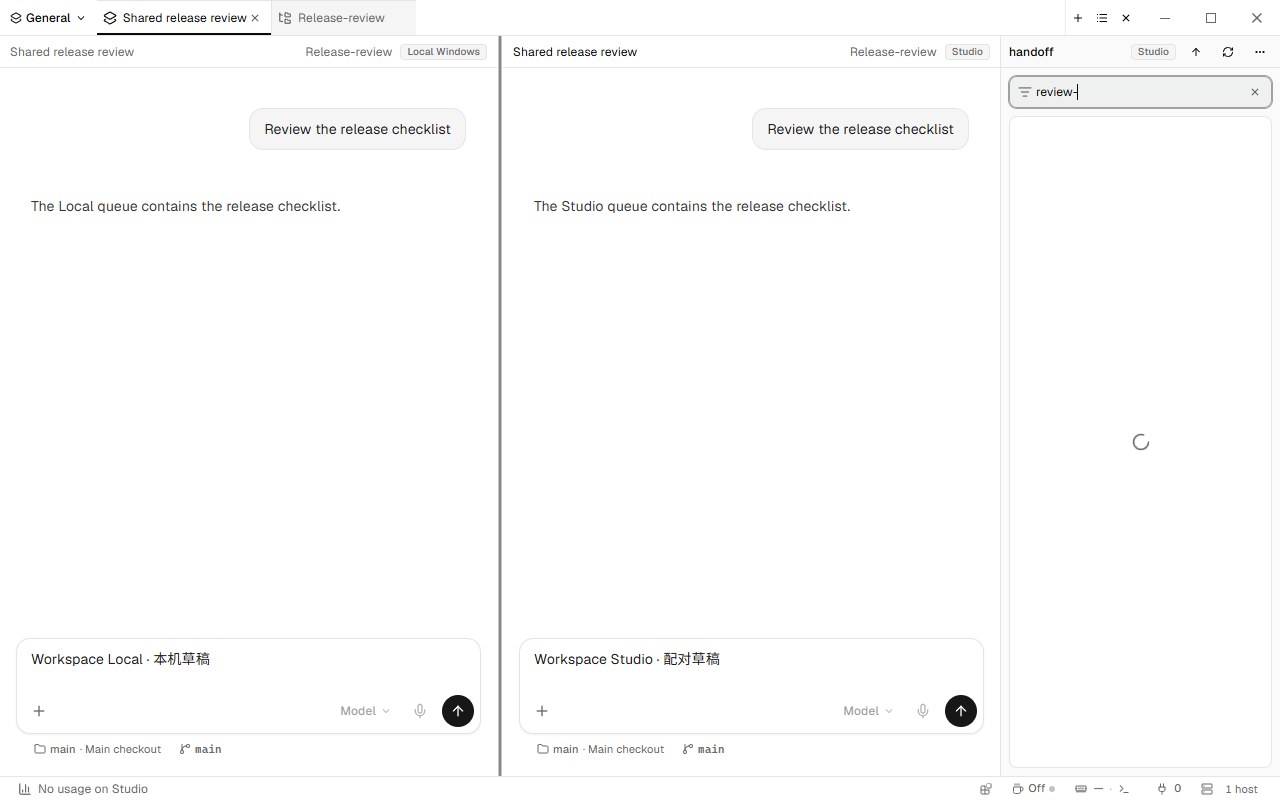 General
Shared release review
Release-review
Shared release review
Release-review
Local Windows
Shared release review
Release-review
Studio
handoff
Studio
review-
Review the release checklist
Review the release checklist
The Local queue contains the release checklist.
The Studio queue contains the release checklist.
Workspace Local · 本机草稿
Model
main · Main checkout
main
Workspace Studio · 配对草稿
Model
main · Main checkout
main
No usage on Studio
Off
0
1 host